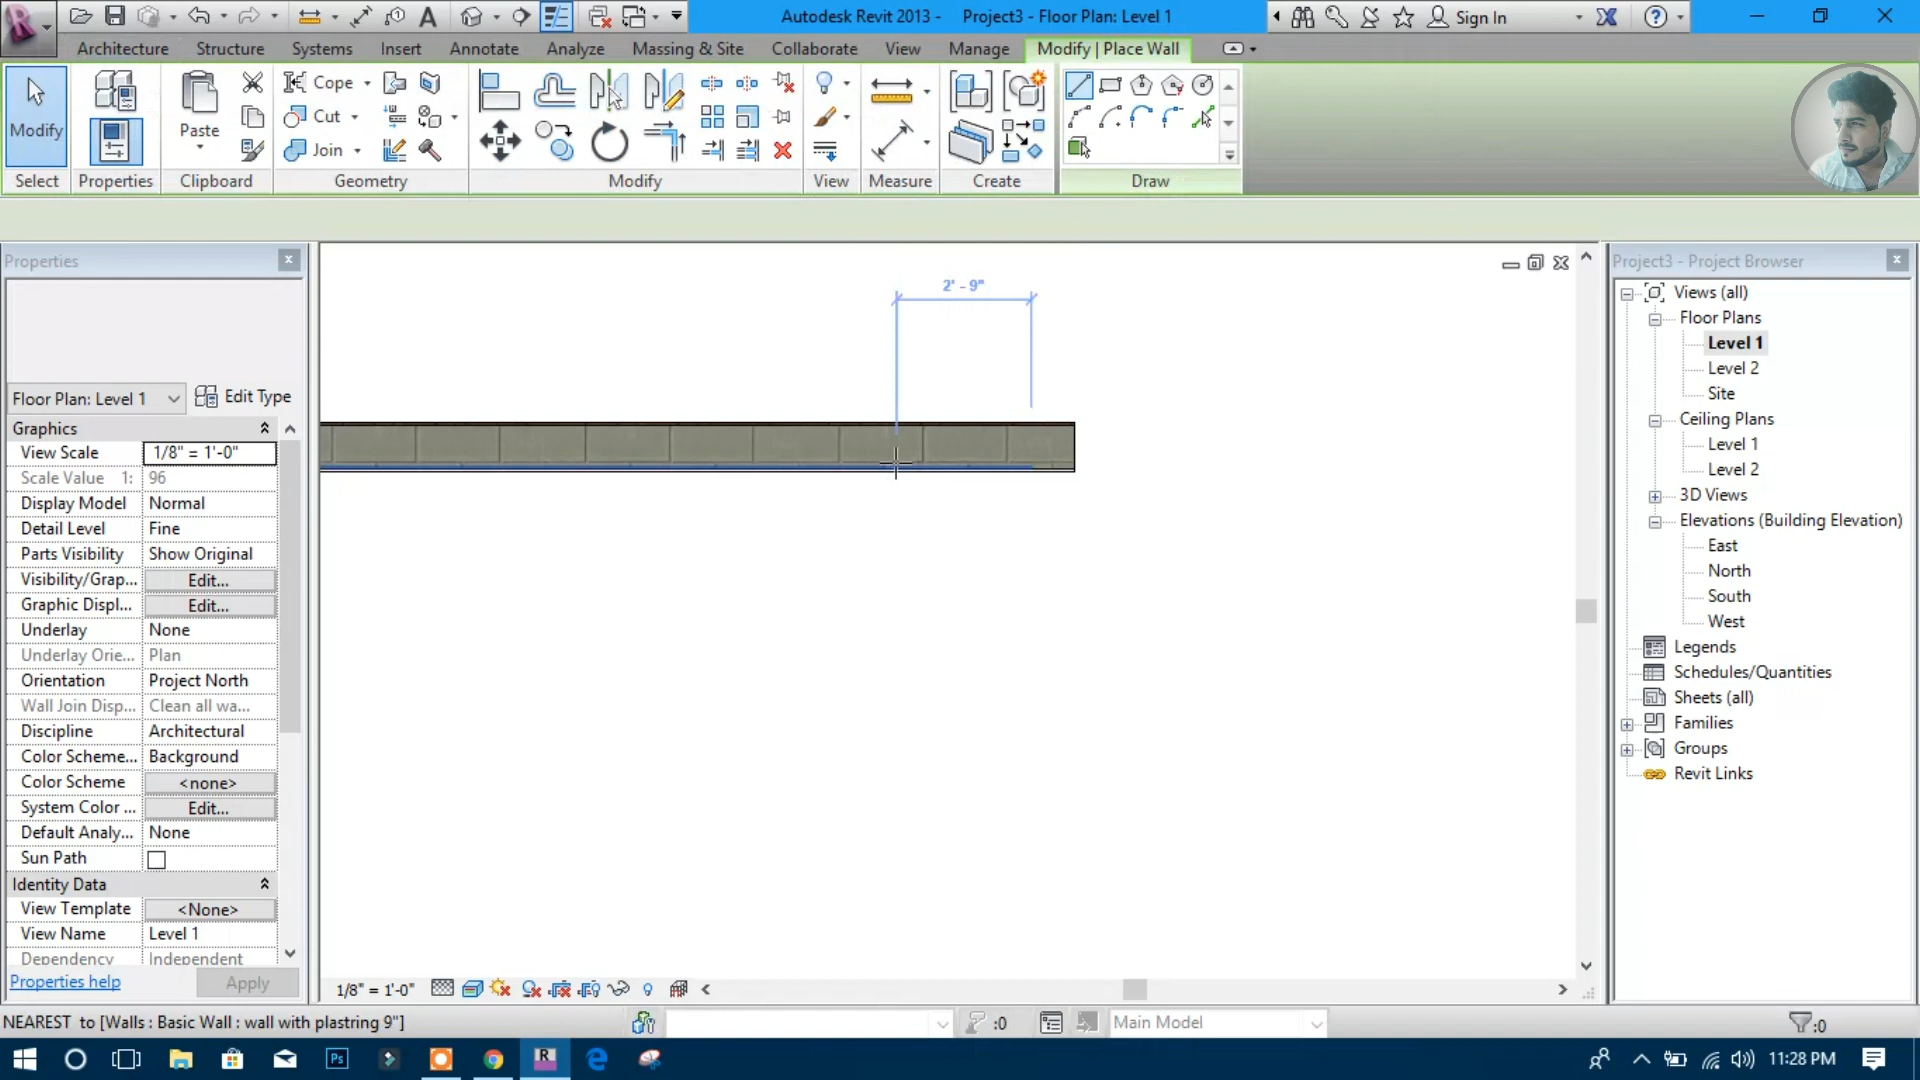 Autodesk Revit 2013 - Project3 - Floor Plan: Level 1
Sign In
Architecture Structure Systems Insert Annotate Analyze Massing & Site Collaborate View Manage Modify | Place Wall
Modify
Paste
Cope
Cut
Join
Select Properties Clipboard Geometry Modify View Measure Create Draw
Properties
Floor Plan: Level 1 Edit Type
Graphics
View Scale 1/8" = 1'-0"
Scale Value 1: 96
Display Model Normal
Detail Level Fine
Parts Visibility Show Original
Visibility/Grap... Edit...
Graphic Displ... Edit...
Underlay None
Underlay Orie... Plan
Orientation Project North
Wall Join Disp... Clean all wa...
Discipline Architectural
Color Scheme... Background
Color Scheme <none>
System Color ... Edit...
Default Analy... None
Sun Path
Identity Data
View Template <None>
View Name Level 1
Dependency Independent
Properties help Apply
2' - 9"
1/8" = 1'-0"
Project3 - Project Browser
Views (all)
Floor Plans
Level 1
Level 2
Site
Ceiling Plans
Level 1
Level 2
3D Views
Elevations (Building Elevation)
East
North
South
West
Legends
Schedules/Quantities
Sheets (all)
Families
Groups
Revit Links
NEAREST to [Walls : Basic Wall : wall with plastring 9"]
:0
Main Model
:0
11:28 PM